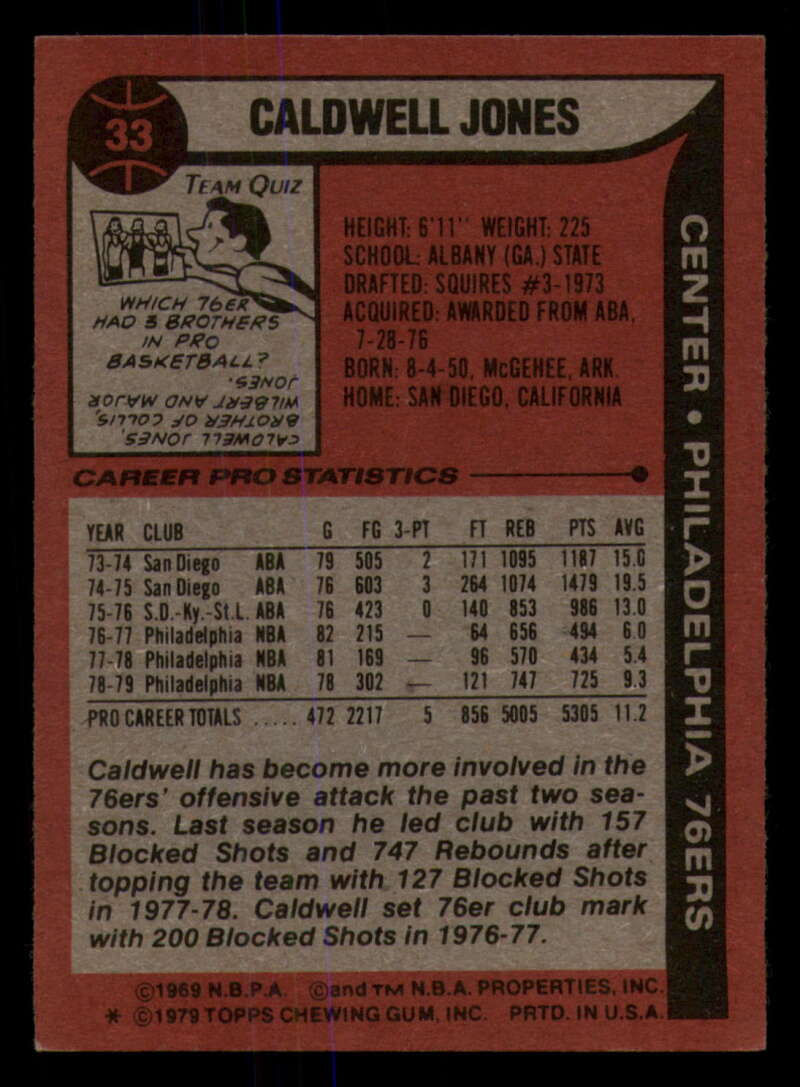 33
CALDWELL JONES
TEAM QUIZ
WHICH 76ER
HAD 3 BROTHERS
IN PRO
BASKETBALL?
CALDWELL JONES,
BROTHER OF COLLIS,
WILBERT AND MAJOR
JONES.
HEIGHT: 6'11" WEIGHT: 225
SCHOOL: ALBANY (GA.) STATE
DRAFTED: SQUIRES #3-1973
ACQUIRED: AWARDED FROM ABA,
7-28-76
BORN: 8-4-50, McGEHEE, ARK.
HOME: SAN DIEGO, CALIFORNIA
CENTER • PHILADELPHIA 76ERS
CAREER PRO STATISTICS
YEAR CLUB G FG 3-PT FT REB PTS AVG
73-74 San Diego ABA 79 505 2 171 1095 1187 15.0
74-75 San Diego ABA 76 603 3 264 1074 1479 19.5
75-76 S.D.-Ky.-St.L. ABA 76 423 0 140 853 986 13.0
76-77 Philadelphia NBA 82 215 — 64 656 494 6.0
77-78 Philadelphia NBA 81 169 — 96 570 434 5.4
78-79 Philadelphia NBA 78 302 — 121 747 725 9.3
PRO CAREER TOTALS ..... 472 2217 5 856 5005 5305 11.2
Caldwell has become more involved in the
76ers' offensive attack the past two sea-
sons. Last season he led club with 157
Blocked Shots and 747 Rebounds after
topping the team with 127 Blocked Shots
in 1977-78. Caldwell set 76er club mark
with 200 Blocked Shots in 1976-77.
©1969 N.B.P.A. ©and TM N.B.A. PROPERTIES, INC.
* ©1979 TOPPS CHEWING GUM, INC. PRTD. IN U.S.A.